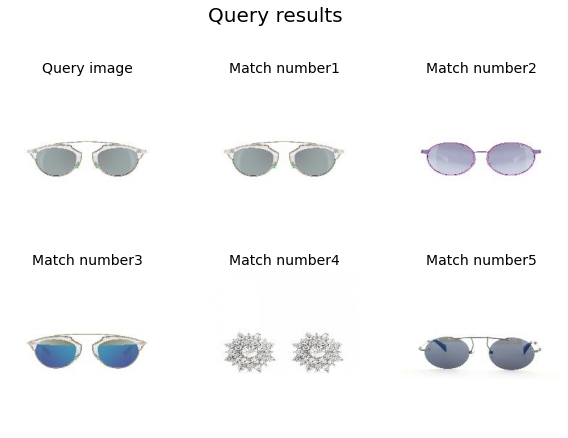 Query results
Query image
Match number1
Match number2
Match number3
Match number4
Match number5